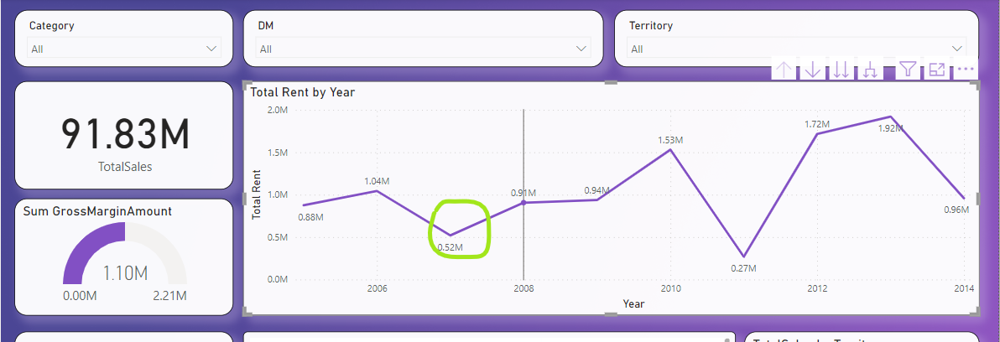 Category
All
DM
All
Territory
All
91.83M
TotalSales
Sum GrossMarginAmount
1.10M
0.00M
2.21M
Total Rent by Year
Total Rent
2.0M
1.5M
1.0M
0.5M
0.0M
0.88M
1.04M
0.52M
0.91M
0.94M
1.53M
0.27M
1.72M
1.92M
0.96M
2006
2008
2010
2012
2014
Year